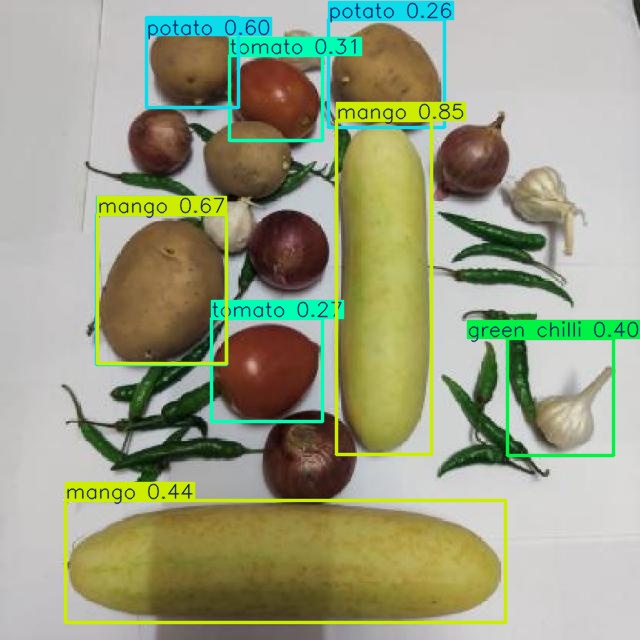 potato 0.26
potato 0.60
tomato 0.31
mango 0.85
mango 0.67
tomato 0.27
green chilli 0.40
mango 0.44